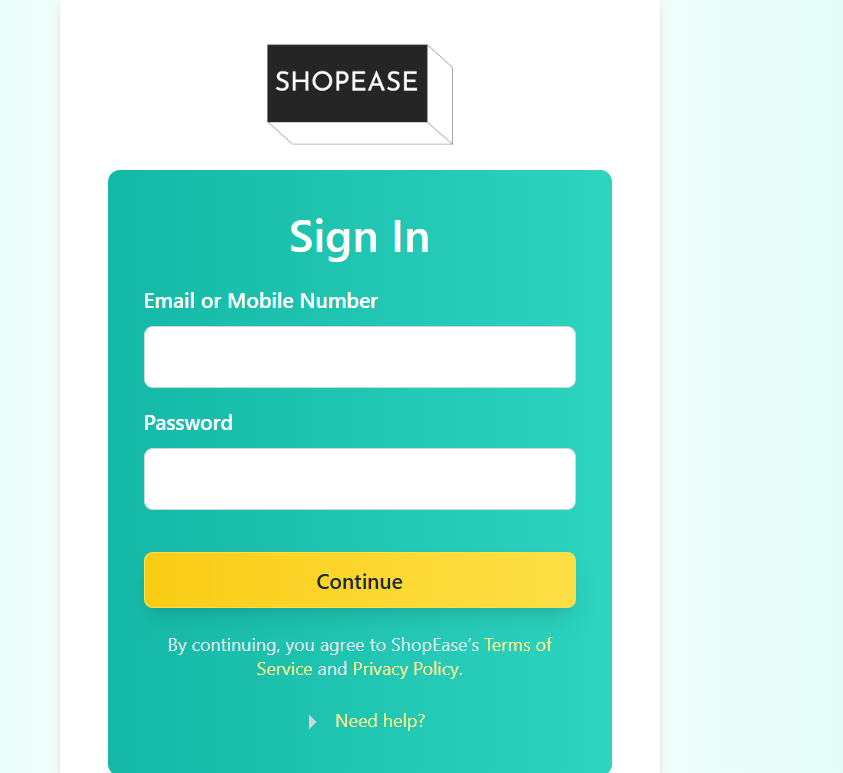 SHOPEASE
Sign In
Email or Mobile Number
Password
Continue
By continuing, you agree to ShopEase’s Terms of
Service and Privacy Policy.
Need help?